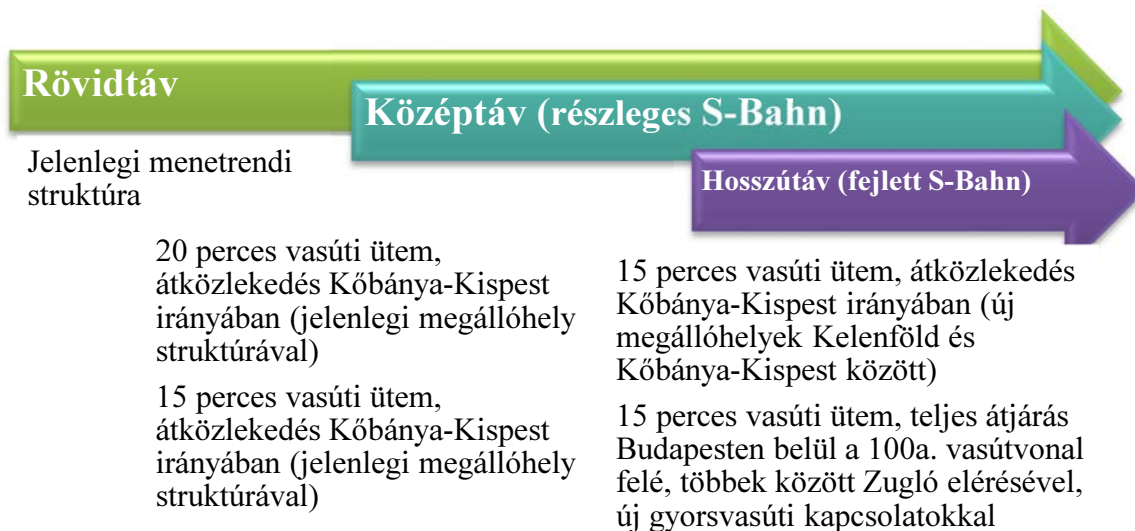 Rövidtáv
Középtáv (részleges S-Bahn)
Hosszútáv (fejlett S-Bahn)
Jelenlegi menetrendi
struktúra
20 perces vasúti ütem,
átközlekedés Kőbánya-Kispest
irányában (jelenlegi megállóhely
struktúrával)
15 perces vasúti ütem,
átközlekedés Kőbánya-Kispest
irányában (jelenlegi megállóhely
struktúrával)
15 perces vasúti ütem, átközlekedés
Kőbánya-Kispest irányában (új
megállóhelyek Kelenföld és
Kőbánya-Kispest között)
15 perces vasúti ütem, teljes átjárás
Budapesten belül a 100a. vasútvonal
felé, többek között Zugló elérésével,
új gyorsvasúti kapcsolatokkal